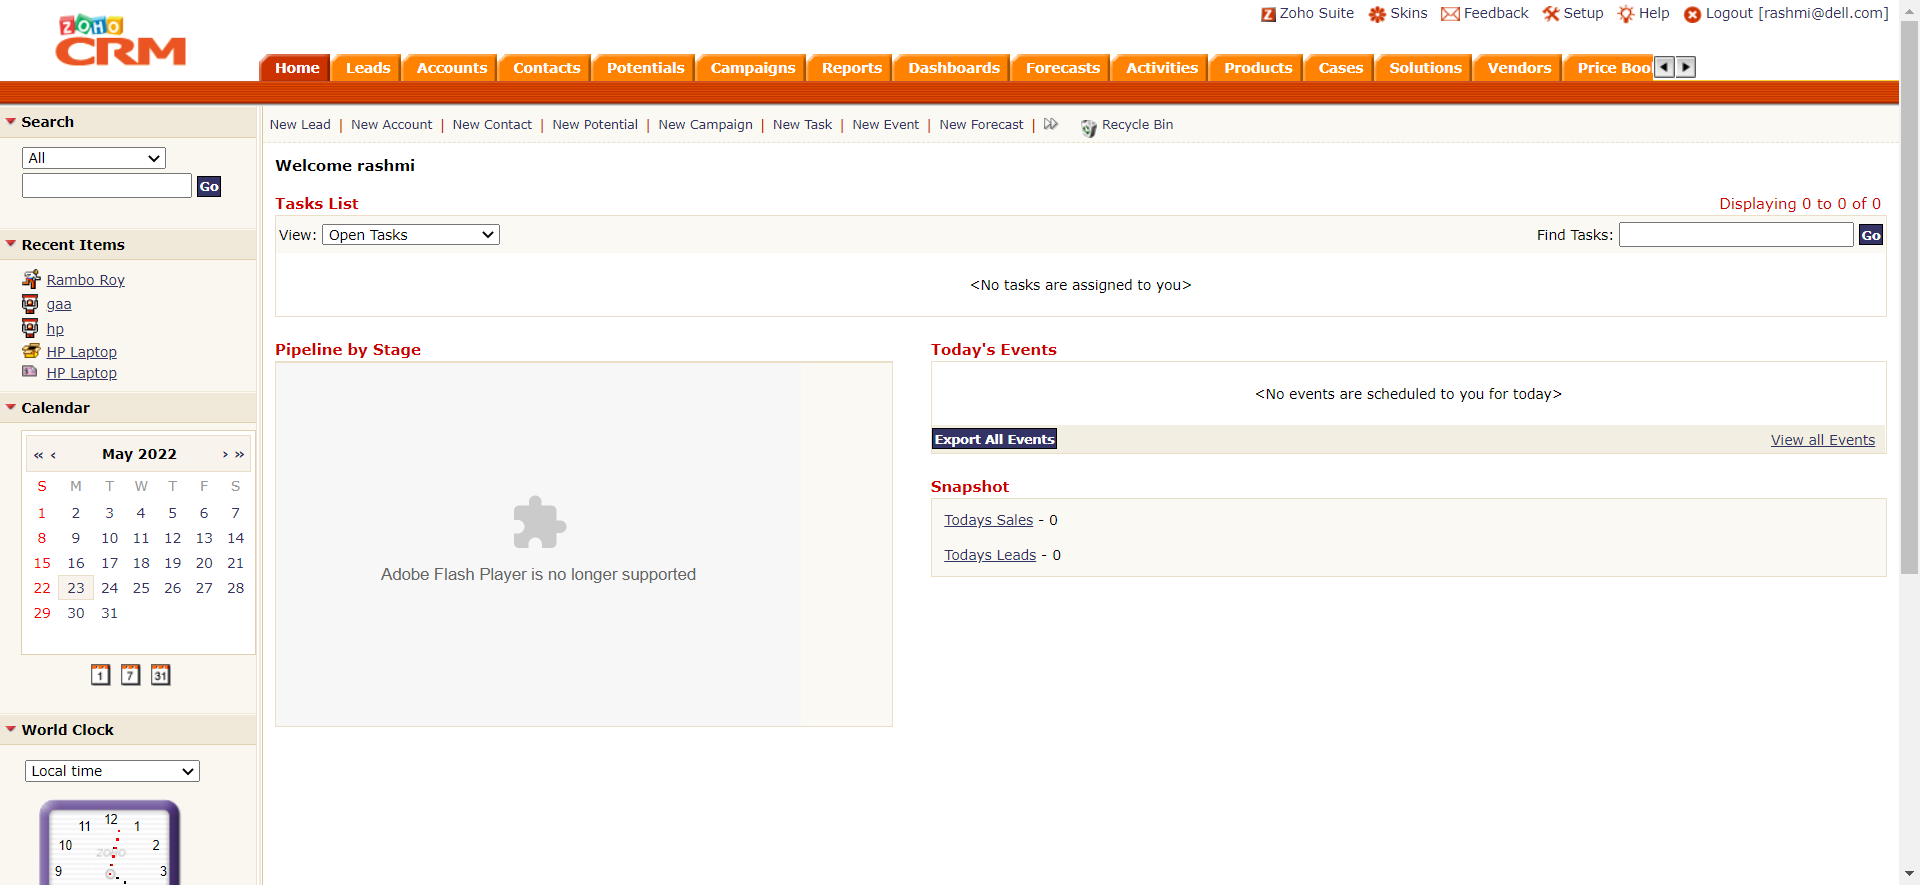 Zoho Suite Skins Feedback Setup Help Logout [rashmi@dell.com]
ZOHO
CRM
Home Leads Accounts Contacts Potentials Campaigns Reports Dashboards Forecasts Activities Products Cases Solutions Vendors Price Boo
Search
New Lead | New Account | New Contact | New Potential | New Campaign | New Task | New Event | New Forecast | Recycle Bin
All
Go
Welcome rashmi
Tasks List
Displaying 0 to 0 of 0
View: Open Tasks
Find Tasks: Go
<No tasks are assigned to you>
Recent Items
Rambo Roy
gaa
hp
HP Laptop
HP Laptop
Pipeline by Stage
Adobe Flash Player is no longer supported
Today's Events
<No events are scheduled to you for today>
Export All Events
View all Events
Snapshot
Todays Sales - 0
Todays Leads - 0
Calendar
« ‹ May 2022 › »
S M T W T F S
1 2 3 4 5 6 7
8 9 10 11 12 13 14
15 16 17 18 19 20 21
22 23 24 25 26 27 28
29 30 31
1 7 31
World Clock
Local time
12
11 1
10 2
ZOHO
9 3